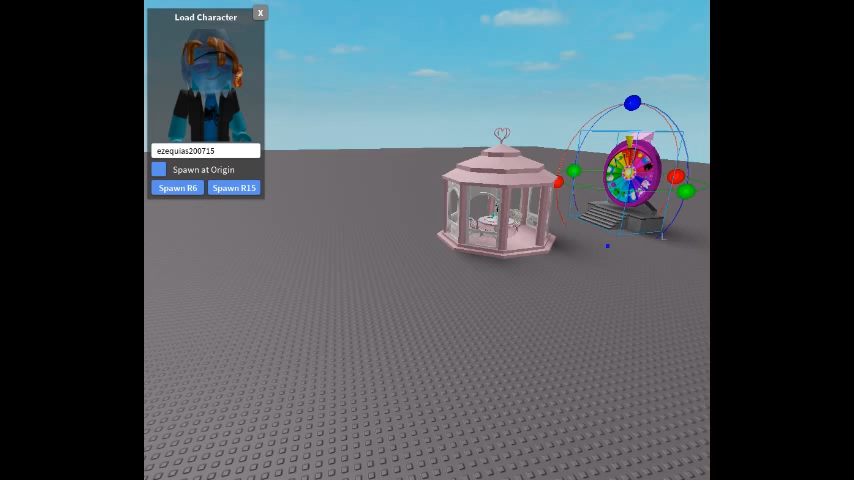 Load Character
X
ezequias200715
Spawn at Origin
Spawn R6
Spawn R15